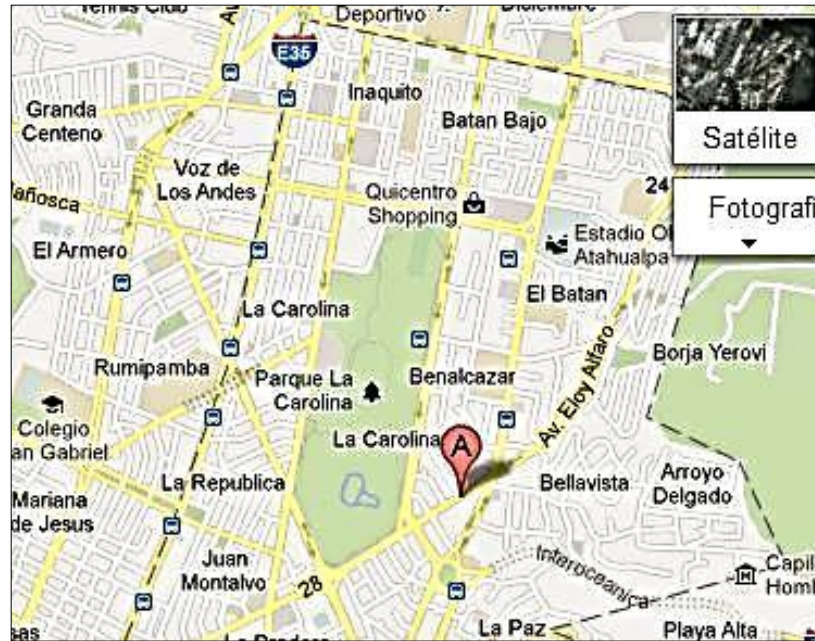 Tennis Club
Deportivo
E35
Inaquito
Granda
Centeno
Batan Bajo
Satélite
Voz de
Los Andes
Quicentro
Shopping
24
Fotografi
El Armero
Estadio Ol
Atahualpa
El Batan
La Carolina
Av. Eloy Alfaro
Borja Yerovi
Rumipamba
Parque La
Carolina
Benalcazar
Colegio
an Gabriel
La Carolina
A
La Republica
Bellavista
Arroyo
Delgado
Mariana
de Jesus
Juan
Montalvo
28
Interoceanica
Capil
Homb
La Paz
Playa Alta